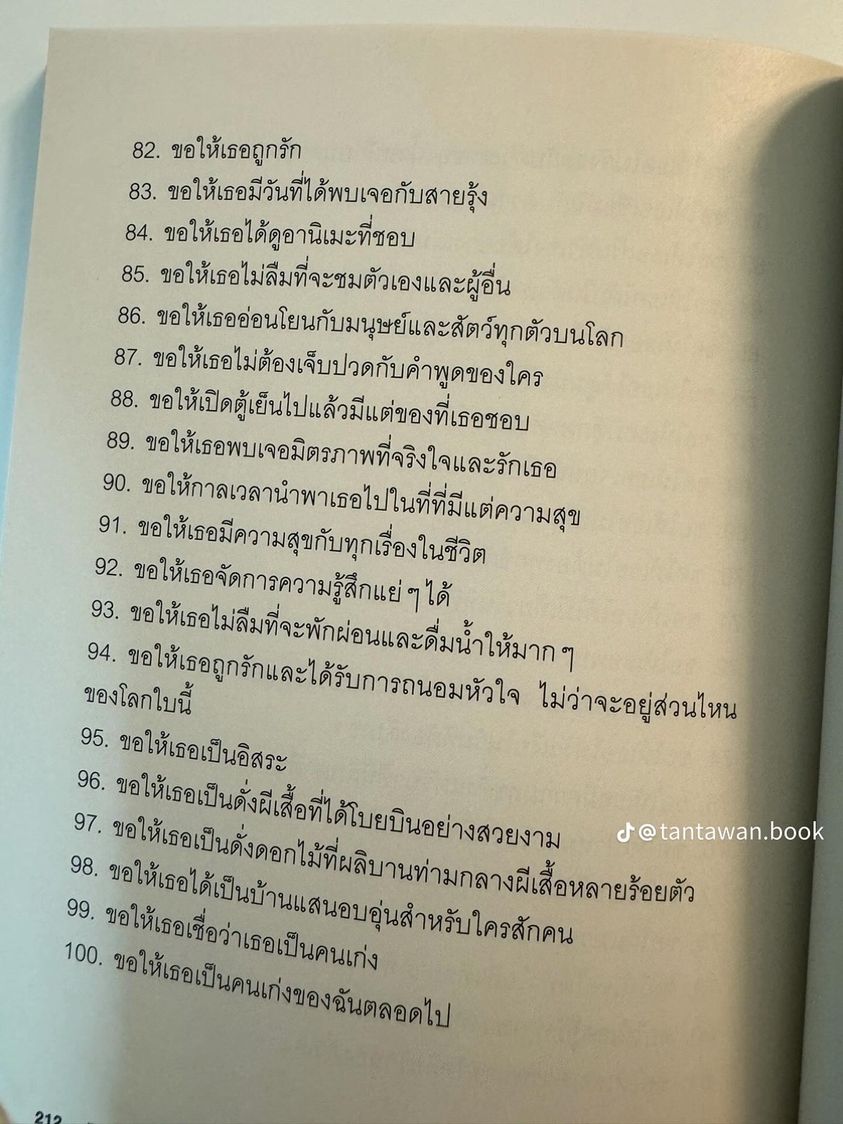 82. ขอให้เธอถูกรัก
83. ขอให้เธอมีวันที่ได้พบเจอกับสายรุ้ง
84. ขอให้เธอได้ดูอานิเมะที่ชอบ
85. ขอให้เธอไม่ลืมที่จะชมตัวเองและผู้อื่น
86. ขอให้เธออ่อนโยนกับมนุษย์และสัตว์ทุกตัวบนโลก
87. ขอให้เธอไม่ต้องเจ็บปวดกับคำพูดของใคร
88. ขอให้เปิดตู้เย็นไปแล้วมีแต่ของที่เธอชอบ
89. ขอให้เธอพบเจอมิตรภาพที่จริงใจและรักเธอ
90. ขอให้กาลเวลานำพาเธอไปในที่ที่มีแต่ความสุข
91. ขอให้เธอมีความสุขกับทุกเรื่องในชีวิต
92. ขอให้เธอจัดการความรู้สึกแย่ ๆ ได้
93. ขอให้เธอไม่ลืมที่จะพักผ่อนและดื่มน้ำให้มาก ๆ
94. ขอให้เธอถูกรักและได้รับการถนอมหัวใจ ไม่ว่าจะอยู่ส่วนไหน
ของโลกใบนี้
95. ขอให้เธอเป็นอิสระ
96. ขอให้เธอเป็นดั่งผีเสื้อที่ได้โบยบินอย่างสวยงาม
97. ขอให้เธอเป็นดั่งดอกไม้ที่ผลิบานท่ามกลางผีเสื้อหลายร้อยตัว
98. ขอให้เธอได้เป็นบ้านแสนอบอุ่นสำหรับใครสักคน
99. ขอให้เธอเชื่อว่าเธอเป็นคนเก่ง
100. ขอให้เธอเป็นคนเก่งของฉันตลอดไป
@tantawan.book
212